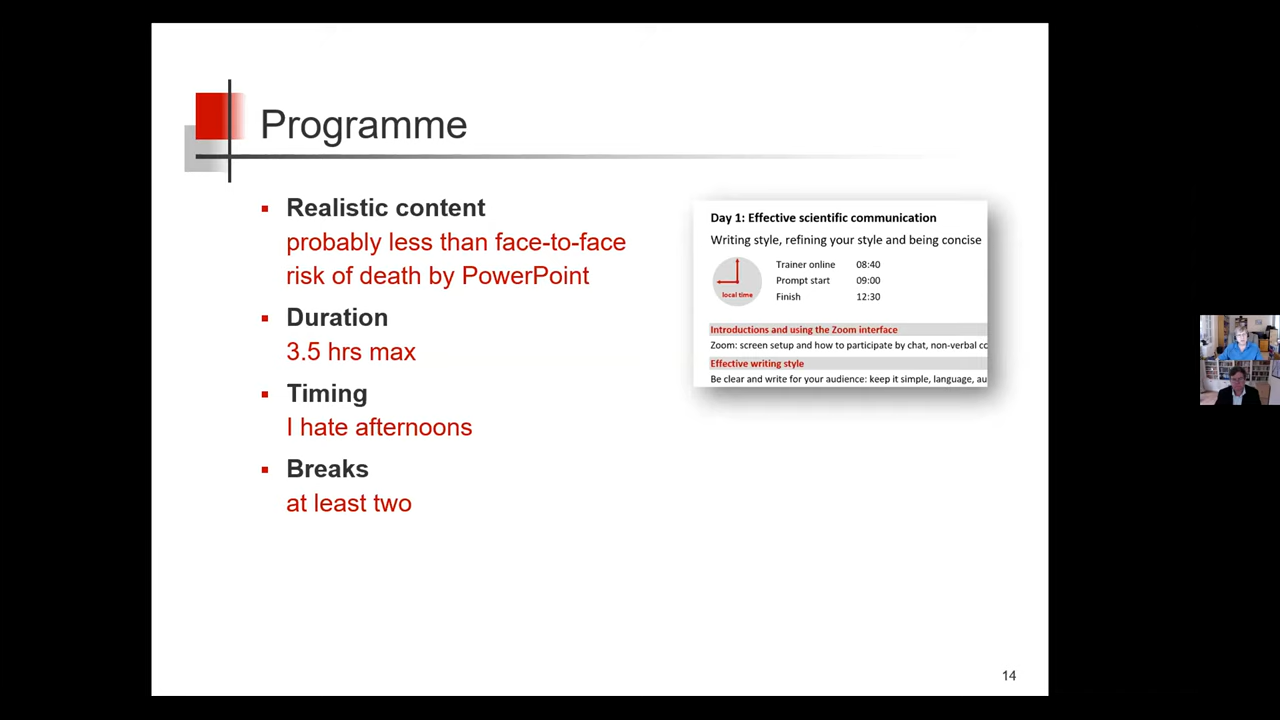 Programme
Realistic content
probably less than face-to-face
risk of death by PowerPoint
Duration
3.5 hrs max
Timing
I hate afternoons
Breaks
at least two
Day 1: Effective scientific communication
Writing style, refining your style and being concise
Trainer online 08:40
Prompt start 09:00
Finish 12:30
local time
Introductions and using the Zoom interface
Zoom: screen setup and how to participate by chat, non-verbal co
Effective writing style
Be clear and write for your audience: keep it simple, language, au
14